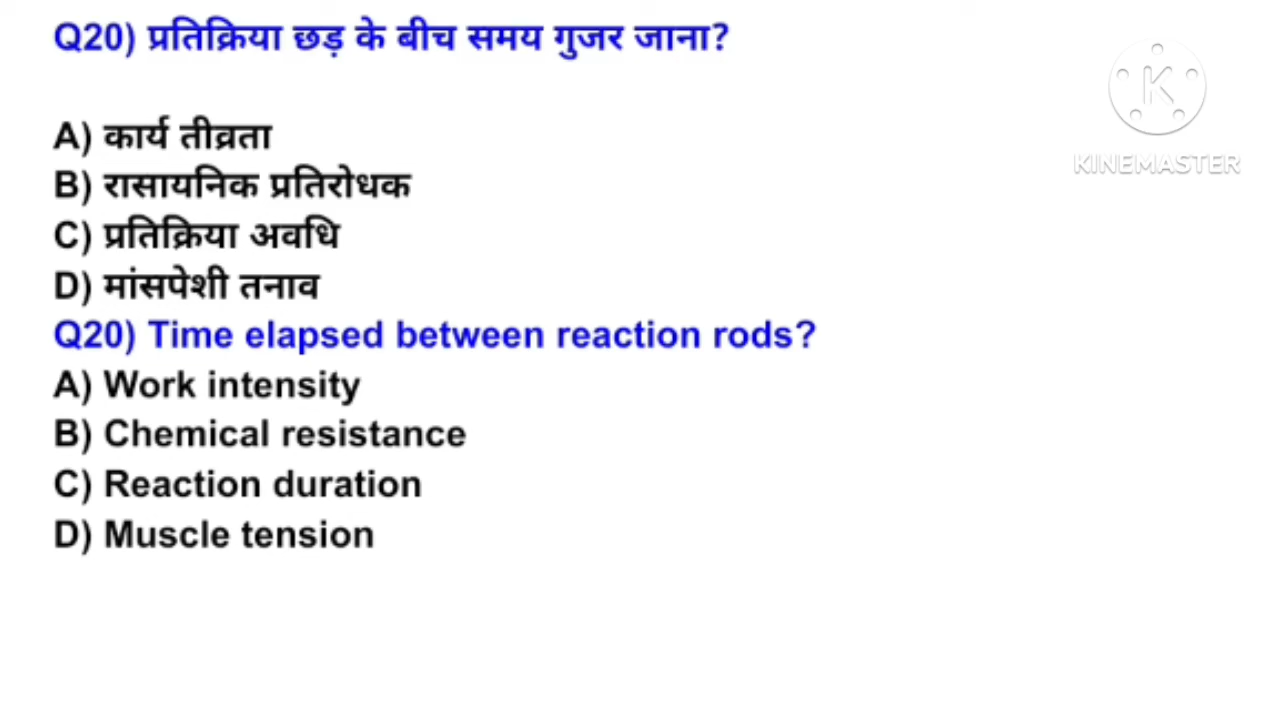 Q20) प्रतिक्रिया छड़ के बीच समय गुजर जाना?
A) कार्य तीव्रता
B) रासायनिक प्रतिरोधक
C) प्रतिक्रिया अवधि
D) मांसपेशी तनाव
Q20) Time elapsed between reaction rods?
A) Work intensity
B) Chemical resistance
C) Reaction duration
D) Muscle tension
K
KINEMASTER